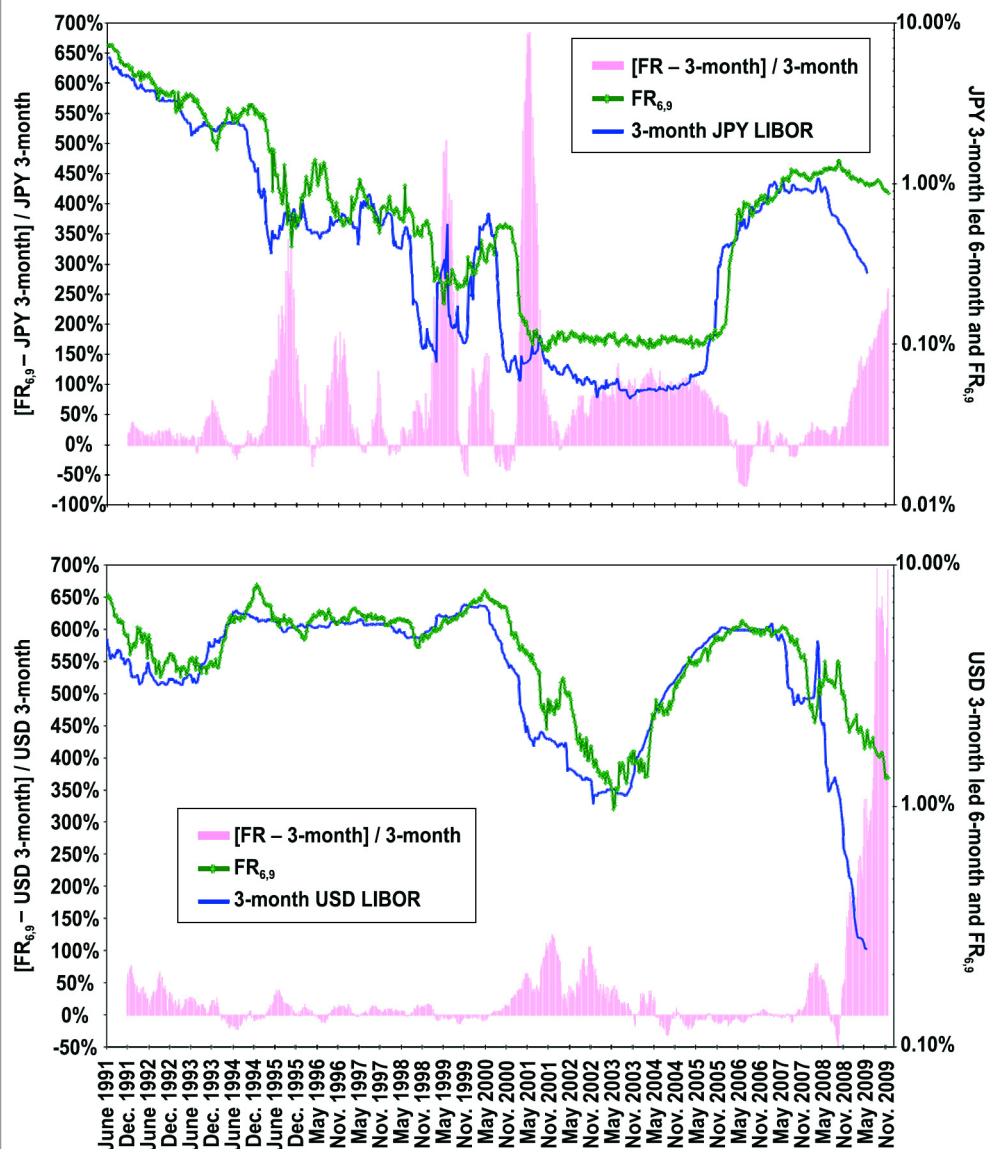 700%
650%
600%
550%
500%
450%
400%
350%
300%
250%
200%
150%
100%
50%
0%
-50%
-100%
[FR6,9 – JPY 3-month] / JPY 3-month
[FR – 3-month] / 3-month
FR6,9
3-month JPY LIBOR
10.00%
1.00%
0.10%
0.01%
JPY 3-month led 6-month and FR6,9
700%
650%
600%
550%
500%
450%
400%
350%
300%
250%
200%
150%
100%
50%
0%
-50%
[FR6,9 – USD 3-month] / USD 3-month
[FR – 3-month] / 3-month
FR6,9
3-month USD LIBOR
10.00%
1.00%
0.10%
USD 3-month led 6-month and FR6,9
June 1991
Dec. 1991
June 1992
Dec. 1992
June 1993
Dec. 1993
June 1994
Dec. 1994
June 1995
Dec. 1995
May 1996
Nov. 1996
May 1997
Nov. 1997
May 1998
Nov. 1998
May 1999
Nov. 1999
May 2000
Nov. 2000
May 2001
Nov. 2001
May 2002
Nov. 2002
May 2003
Nov. 2003
May 2004
Nov. 2004
May 2005
Nov. 2005
May 2006
Nov. 2006
May 2007
Nov. 2007
May 2008
Nov. 2008
May 2009
Nov. 2009